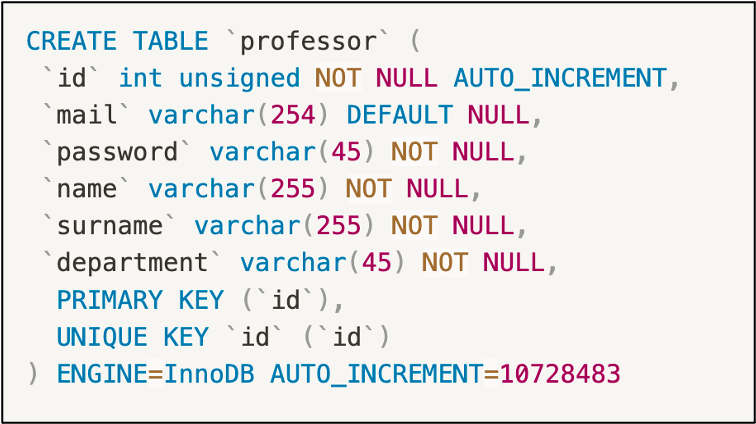 CREATE TABLE `professor` (
`id` int unsigned NOT NULL AUTO_INCREMENT,
`mail` varchar(254) DEFAULT NULL,
`password` varchar(45) NOT NULL,
`name` varchar(255) NOT NULL,
`surname` varchar(255) NOT NULL,
`department` varchar(45) NOT NULL,
PRIMARY KEY (`id`),
UNIQUE KEY `id` (`id`)
) ENGINE=InnoDB AUTO_INCREMENT=10728483